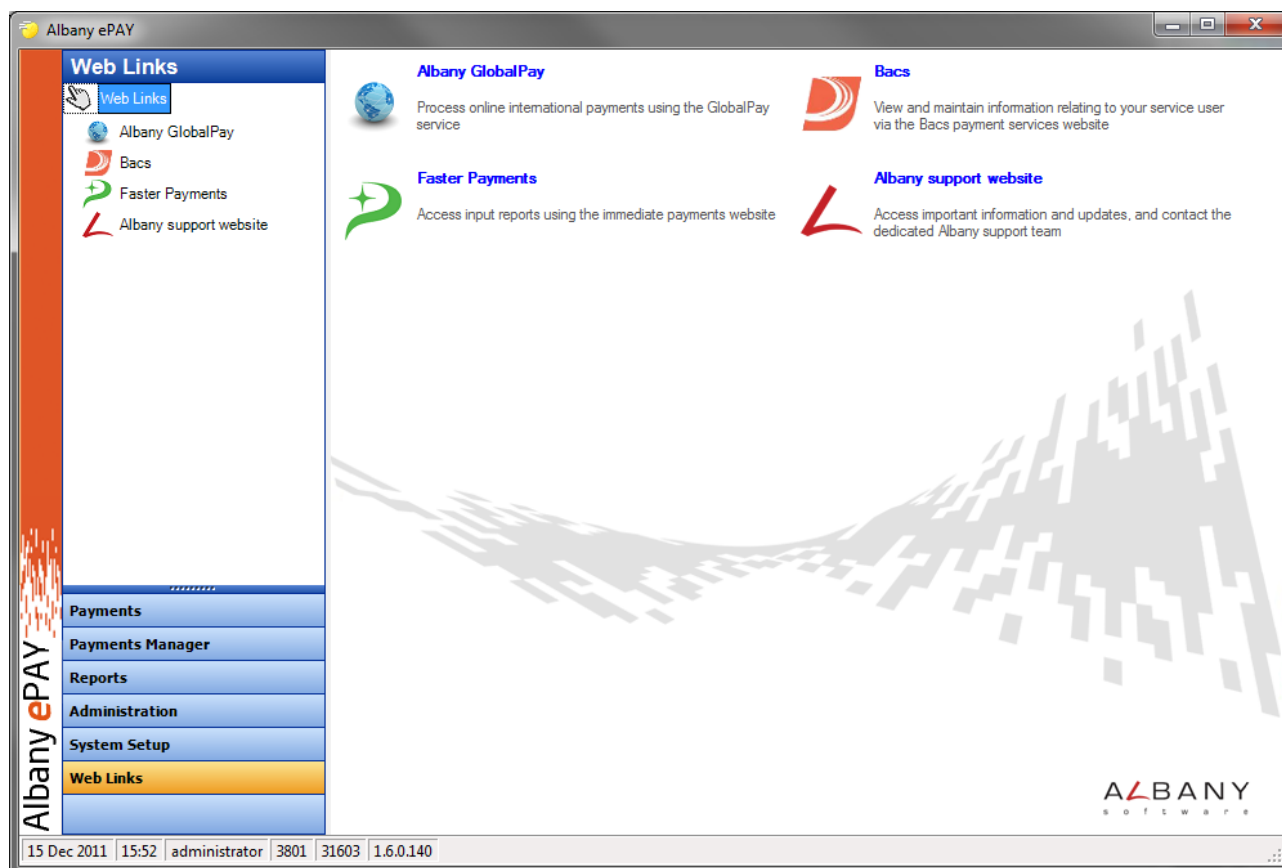 Albany ePAY
Web Links
Web Links
Albany GlobalPay
Bacs
Faster Payments
Albany support website
Albany GlobalPay
Process online international payments using the GlobalPay
service
Bacs
View and maintain information relating to your service user
via the Bacs payment services website
Faster Payments
Access input reports using the immediate payments website
Albany support website
Access important information and updates, and contact the
dedicated Albany support team
Payments
Payments Manager
Reports
Administration
System Setup
Web Links
Albany ePAY
ALBANY
software
15 Dec 2011 15:52 administrator 3801 31603 1.6.0.140